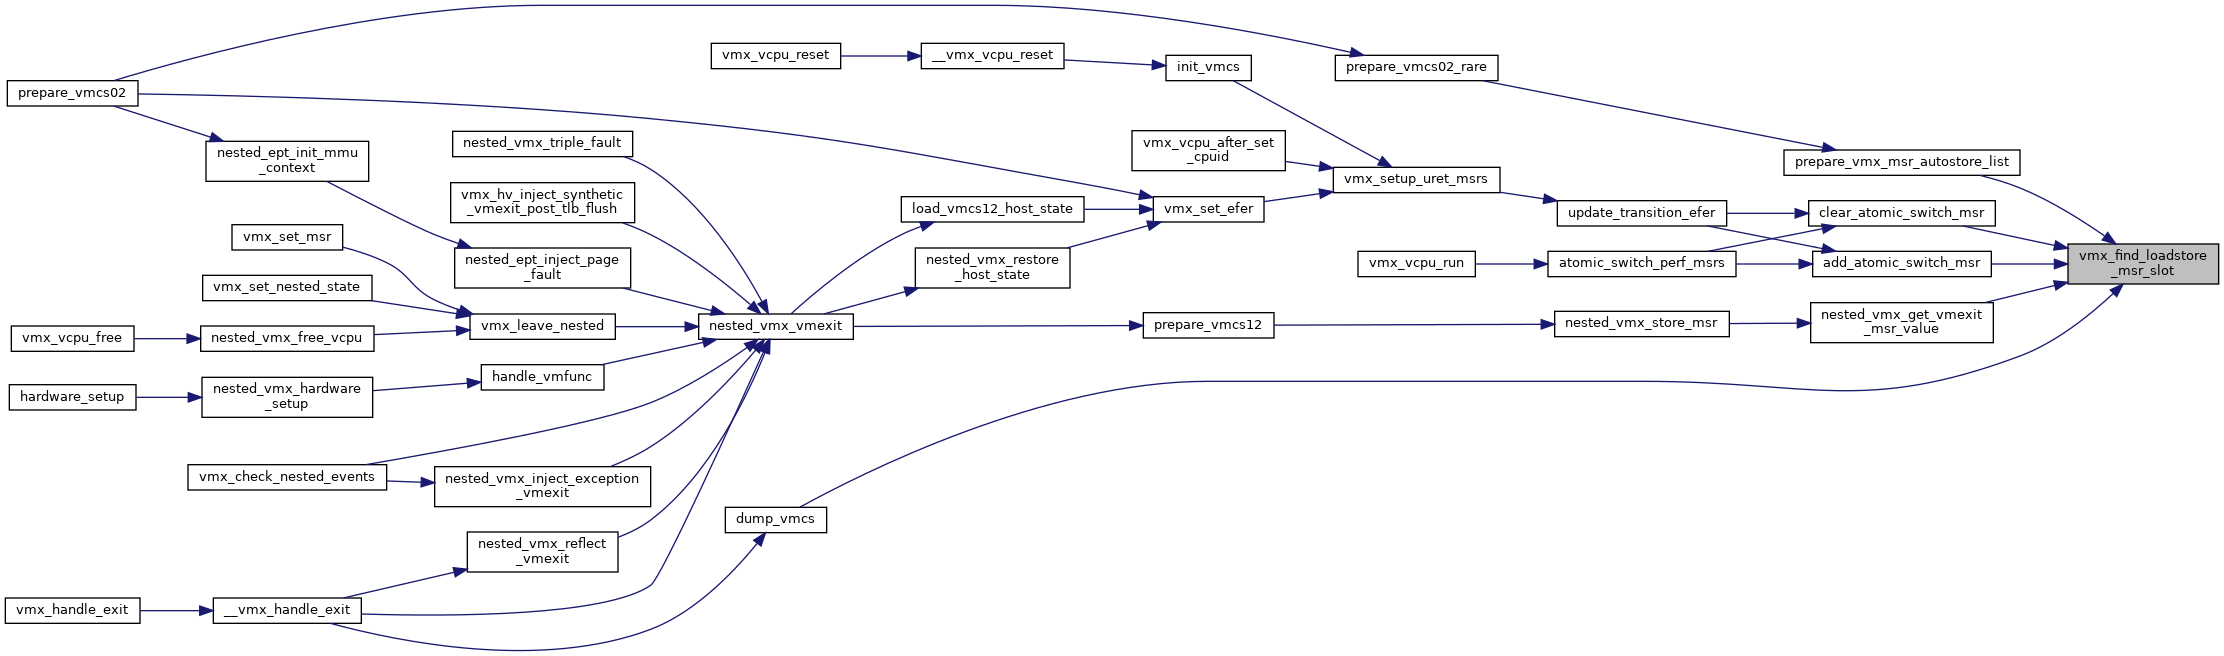 vmx_vcpu_reset
__vmx_vcpu_reset
init_vmcs
prepare_vmcs02_rare
prepare_vmcs02
nested_vmx_triple_fault
vmx_vcpu_after_set
_cpuid
nested_ept_init_mmu
_context
prepare_vmx_msr_autostore_list
vmx_setup_uret_msrs
vmx_hv_inject_synthetic
_vmexit_post_tlb_flush
load_vmcs12_host_state
vmx_set_efer
update_transition_efer
clear_atomic_switch_msr
vmx_set_msr
nested_ept_inject_page
_fault
nested_vmx_restore
_host_state
vmx_vcpu_run
atomic_switch_perf_msrs
add_atomic_switch_msr
vmx_find_loadstore
_msr_slot
vmx_set_nested_state
vmx_leave_nested
nested_vmx_vmexit
prepare_vmcs12
nested_vmx_store_msr
nested_vmx_get_vmexit
_msr_value
vmx_vcpu_free
nested_vmx_free_vcpu
handle_vmfunc
hardware_setup
nested_vmx_hardware
_setup
vmx_check_nested_events
nested_vmx_inject_exception
_vmexit
dump_vmcs
nested_vmx_reflect
_vmexit
vmx_handle_exit
__vmx_handle_exit